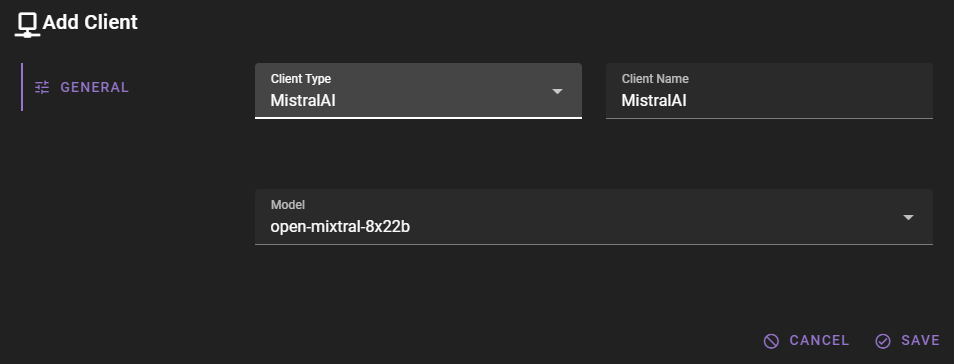 Add Client
GENERAL
Client Type
MistralAI
Client Name
MistralAI
Model
open-mixtral-8x22b
CANCEL
SAVE